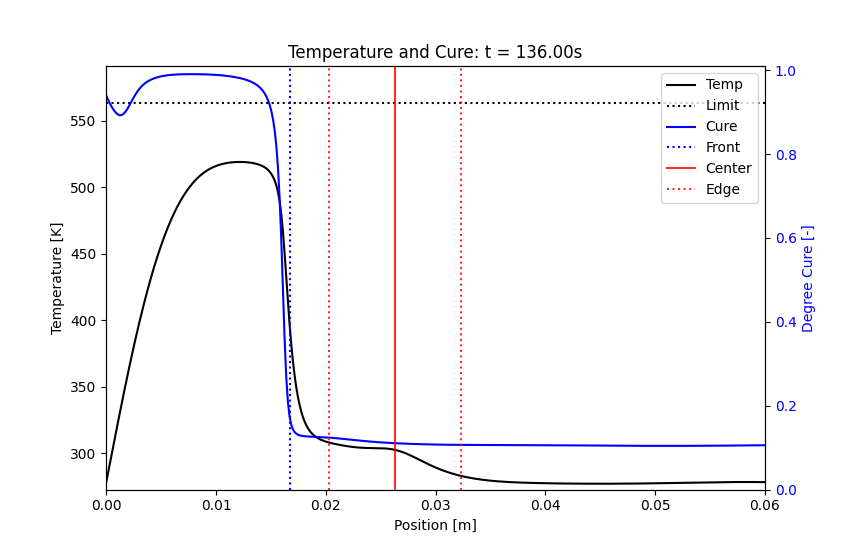 Temperature and Cure: t = 136.00s
Temp
Limit
Cure
Front
Center
Edge
Temperature [K]
550
500
450
400
350
300
Degree Cure [-]
1.0
0.8
0.6
0.4
0.2
0.0
0.00 0.01 0.02 0.03 0.04 0.05 0.06
Position [m]